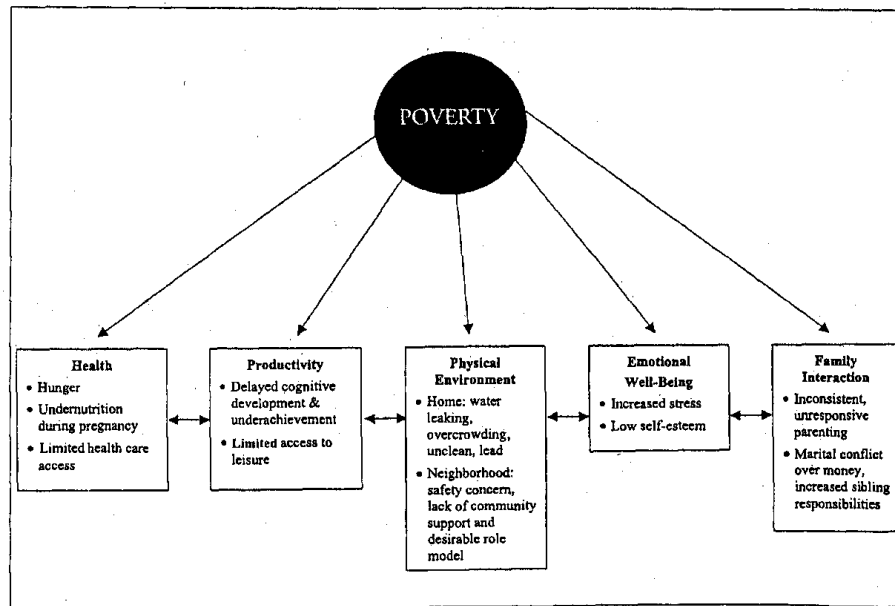 POVERTY
Health
• Hunger
• Undernutrition
during pregnancy
• Limited health care
access
Productivity
• Delayed cognitive
development &
underachievement
• Limited access to
leisure
Physical
Environment
• Home: water
leaking,
overcrowding,
unclean, lead
• Neighborhood:
safety concern,
lack of community
support and
desirable role
model
Emotional
Well-Being
• Increased stress
• Low self-esteem
Family
Interaction
• Inconsistent,
unresponsive
parenting
• Marital conflict
over money,
increased sibling
responsibilities